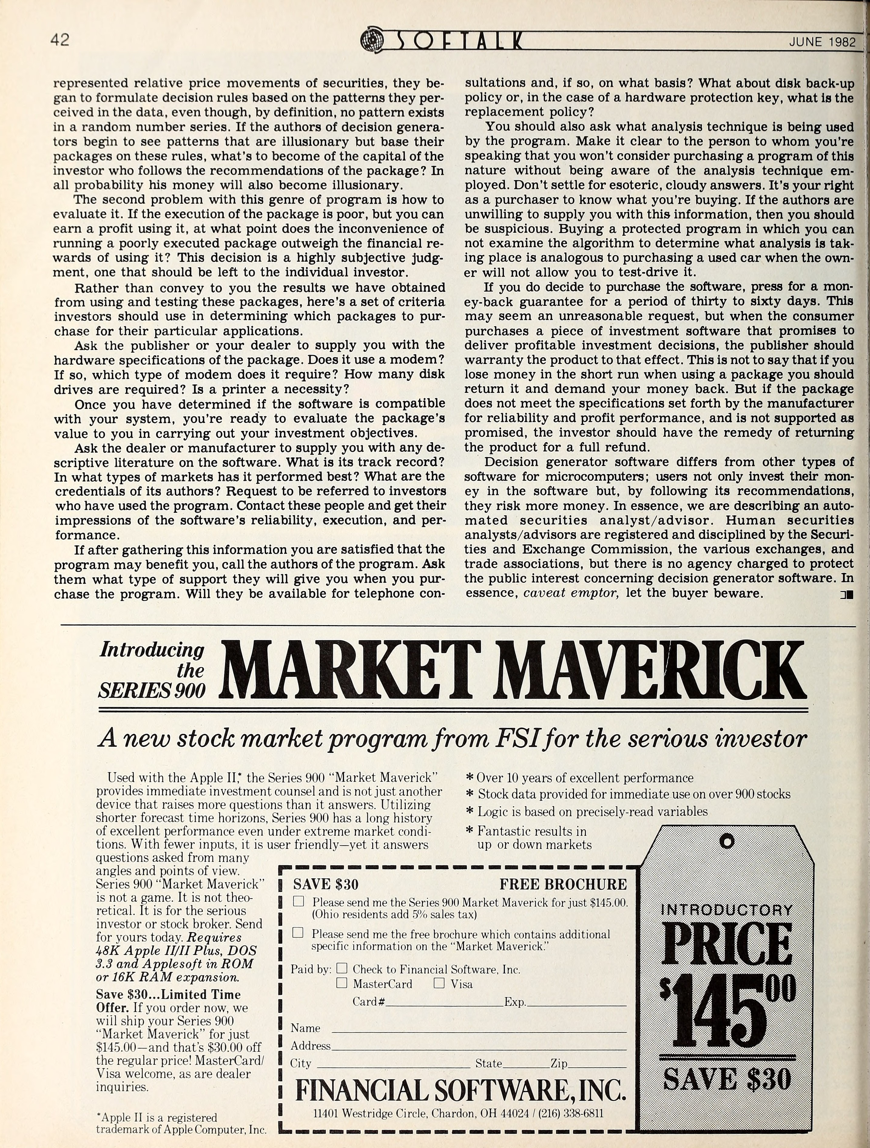 42
SOFTALK
JUNE 1982
represented relative price movements of securities, they be-
gan to formulate decision rules based on the patterns they per-
ceived in the data, even though, by definition, no pattern exists
in a random number series. If the authors of decision genera-
tors begin to see patterns that are illusionary but base their
packages on these rules, what's to become of the capital of the
investor who follows the recommendations of the package? In
all probability his money will also become illusionary.
The second problem with this genre of program is how to
evaluate it. If the execution of the package is poor, but you can
earn a profit using it, at what point does the inconvenience of
running a poorly executed package outweigh the financial re-
wards of using it? This decision is a highly subjective judg-
ment, one that should be left to the individual investor.
Rather than convey to you the results we have obtained
from using and testing these packages, here's a set of criteria
investors should use in determining which packages to pur-
chase for their particular applications.
Ask the publisher or your dealer to supply you with the
hardware specifications of the package. Does it use a modem?
If so, which type of modem does it require? How many disk
drives are required? Is a printer a necessity?
Once you have determined if the software is compatible
with your system, you're ready to evaluate the package's
value to you in carrying out your investment objectives.
Ask the dealer or manufacturer to supply you with any de-
scriptive literature on the software. What is its track record?
In what types of markets has it performed best? What are the
credentials of its authors? Request to be referred to investors
who have used the program. Contact these people and get their
impressions of the software's reliability, execution, and per-
formance.
If after gathering this information you are satisfied that the
program may benefit you, call the authors of the program. Ask
them what type of support they will give you when you pur-
chase the program. Will they be available for telephone con-
sultations and, if so, on what basis? What about disk back-up
policy or, in the case of a hardware protection key, what is the
replacement policy?
You should also ask what analysis technique is being used
by the program. Make it clear to the person to whom you're
speaking that you won't consider purchasing a program of this
nature without being aware of the analysis technique em-
ployed. Don't settle for esoteric, cloudy answers. It's your right
as a purchaser to know what you're buying. If the authors are
unwilling to supply you with this information, then you should
be suspicious. Buying a protected program in which you can
not examine the algorithm to determine what analysis is tak-
ing place is analogous to purchasing a used car when the own-
er will not allow you to test-drive it.
If you do decide to purchase the software, press for a mon-
ey-back guarantee for a period of thirty to sixty days. This
may seem an unreasonable request, but when the consumer
purchases a piece of investment software that promises to
deliver profitable investment decisions, the publisher should
warranty the product to that effect. This is not to say that if you
lose money in the short run when using a package you should
return it and demand your money back. But if the package
does not meet the specifications set forth by the manufacturer
for reliability and profit performance, and is not supported as
promised, the investor should have the remedy of returning
the product for a full refund.
Decision generator software differs from other types of
software for microcomputers; users not only invest their mon-
ey in the software but, by following its recommendations,
they risk more money. In essence, we are describing an auto-
mated securities analyst/advisor. Human securities
analysts/advisors are registered and disciplined by the Securi-
ties and Exchange Commission, the various exchanges, and
trade associations, but there is no agency charged to protect
the public interest concerning decision generator software. In
essence, caveat emptor, let the buyer beware.
Introducing
the
SERIES 900
MARKET MAVERICK
A new stock market program from FSI for the serious investor
Used with the Apple II,* the Series 900 "Market Maverick"
provides immediate investment counsel and is not just another
device that raises more questions than it answers. Utilizing
shorter forecast time horizons, Series 900 has a long history
of excellent performance even under extreme market condi-
tions. With fewer inputs, it is user friendly—yet it answers
questions asked from many
angles and points of view.
Series 900 "Market Maverick"
is not a game. It is not theo-
retical. It is for the serious
investor or stock broker. Send
for yours today. Requires
48K Apple II/II Plus, DOS
3.3 and Applesoft in ROM
or 16K RAM expansion.
Save $30...Limited Time
Offer. If you order now, we
will ship your Series 900
"Market Maverick" for just
$145.00—and that's $30.00 off
the regular price! MasterCard/
Visa welcome, as are dealer
inquiries.
*Apple II is a registered
trademark of Apple Computer, Inc.
* Over 10 years of excellent performance
* Stock data provided for immediate use on over 900 stocks
* Logic is based on precisely-read variables
* Fantastic results in
up or down markets
SAVE $30 FREE BROCHURE
☐ Please send me the Series 900 Market Maverick for just $145.00.
(Ohio residents add 5% sales tax)
☐ Please send me the free brochure which contains additional
specific information on the "Market Maverick."
Paid by: ☐ Check to Financial Software, Inc.
☐ MasterCard ☐ Visa
Card# Exp.
Name
Address
City State Zip
FINANCIAL SOFTWARE, INC.
11401 Westridge Circle, Chardon, OH 44024 / (216) 338-6811
INTRODUCTORY
PRICE
$14500
SAVE $30